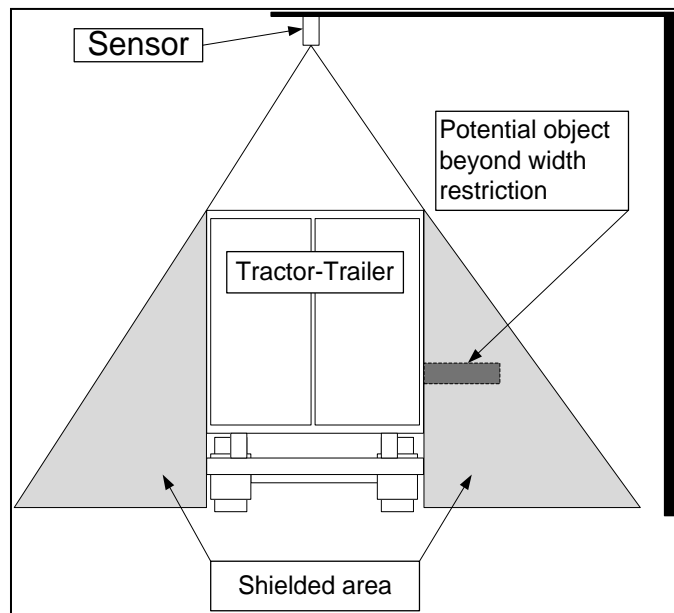 Sensor
Potential object
beyond width
restriction
Tractor-Trailer
Shielded area